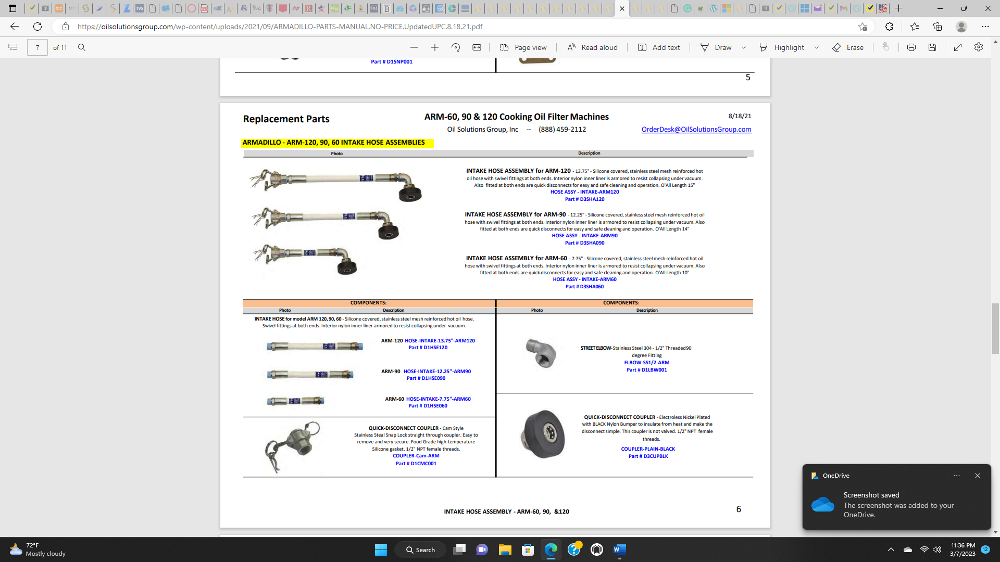 https://oilsolutionsgroup.com/wp-content/uploads/2021/09/ARMADILLO-PARTS-MANUAL.NO-PRICE.UpdatedUPC.8.18.21.pdf
7 of 11
Page view
Read aloud
Add text
Draw
Highlight
Erase
Part # D1SNP001
5
Replacement Parts
ARM-60, 90 & 120 Cooking Oil Filter Machines
8/18/21
Oil Solutions Group, Inc -- (888) 459-2112
OrderDesk@OilSolutionsGroup.com
ARMADILLO - ARM-120, 90, 60 INTAKE HOSE ASSEMBLIES
Photo
Description
INTAKE HOSE ASSEMBLY for ARM-120 - 13.75" - Silicone covered, stainless steel mesh reinforced hot
oil hose with swivel fittings at both ends. Interior nylon inner liner is armored to resist collapsing under vacuum.
Also fitted at both ends are quick disconnects for easy and safe cleaning and operation. O'All Length 15"
HOSE ASSY - INTAKE-ARM120
Part # D3SHA120
INTAKE HOSE ASSEMBLY for ARM-90 - 12.25" - Silicone covered, stainless steel mesh reinforced hot oil
hose with swivel fittings at both ends. Interior nylon inner liner is armored to resist collapsing under vacuum. Also
fitted at both ends are quick disconnects for easy and safe cleaning and operation. O'All Length 14"
HOSE ASSY - INTAKE-ARM90
Part # D3SHA090
INTAKE HOSE ASSEMBLY for ARM-60 - 7.75" - Silicone covered, stainless steel mesh reinforced hot oil
hose with swivel fittings at both ends. Interior nylon inner liner is armored to resist collapsing under vacuum. Also
fitted at both ends are quick disconnects for easy and safe cleaning and operation. O'All Length 10"
HOSE ASSY - INTAKE-ARM60
Part # D3SHA060
COMPONENTS:
Photo
Description
INTAKE HOSE for model ARM 120, 90, 60 - Silicone covered, stainless steel mesh reinforced hot oil hose.
Swivel fittings at both ends. Interior nylon inner liner armored to resist collapsing under vacuum.
ARM-120 HOSE-INTAKE-13.75"-ARM120
Part # D1HSE120
ARM-90 HOSE-INTAKE-12.25"-ARM90
Part # D1HSE090
ARM-60 HOSE-INTAKE-7.75"-ARM60
Part # D1HSE060
QUICK-DISCONNECT COUPLER - Cam Style
Stainless Steal Snap Lock straight through coupler. Easy to
remove and very secure. Food Grade high-temperature
Silicone gasket. 1/2" NPT female threads.
COUPLER-Cam-ARM
Part # D1CMC001
COMPONENTS:
Photo
Description
STREET ELBOW-Stainless Steel 304 - 1/2" Threaded 90
degree Fitting
ELBOW-SS1/2-ARM
Part # D1LBW001
QUICK-DISCONNECT COUPLER - Electroless Nickel Plated
with BLACK Nylon Bumper to insulate from heat and make the
disconnect simple. This coupler is not valved. 1/2" NPT female
threads.
COUPLER-PLAIN-BLACK
Part # D3CUPBLK
INTAKE HOSE ASSEMBLY - ARM-60, 90, &120
6
OneDrive
Screenshot saved
The screenshot was added to your
OneDrive.
72°F
Mostly cloudy
Search
11:36 PM
3/7/2023
12